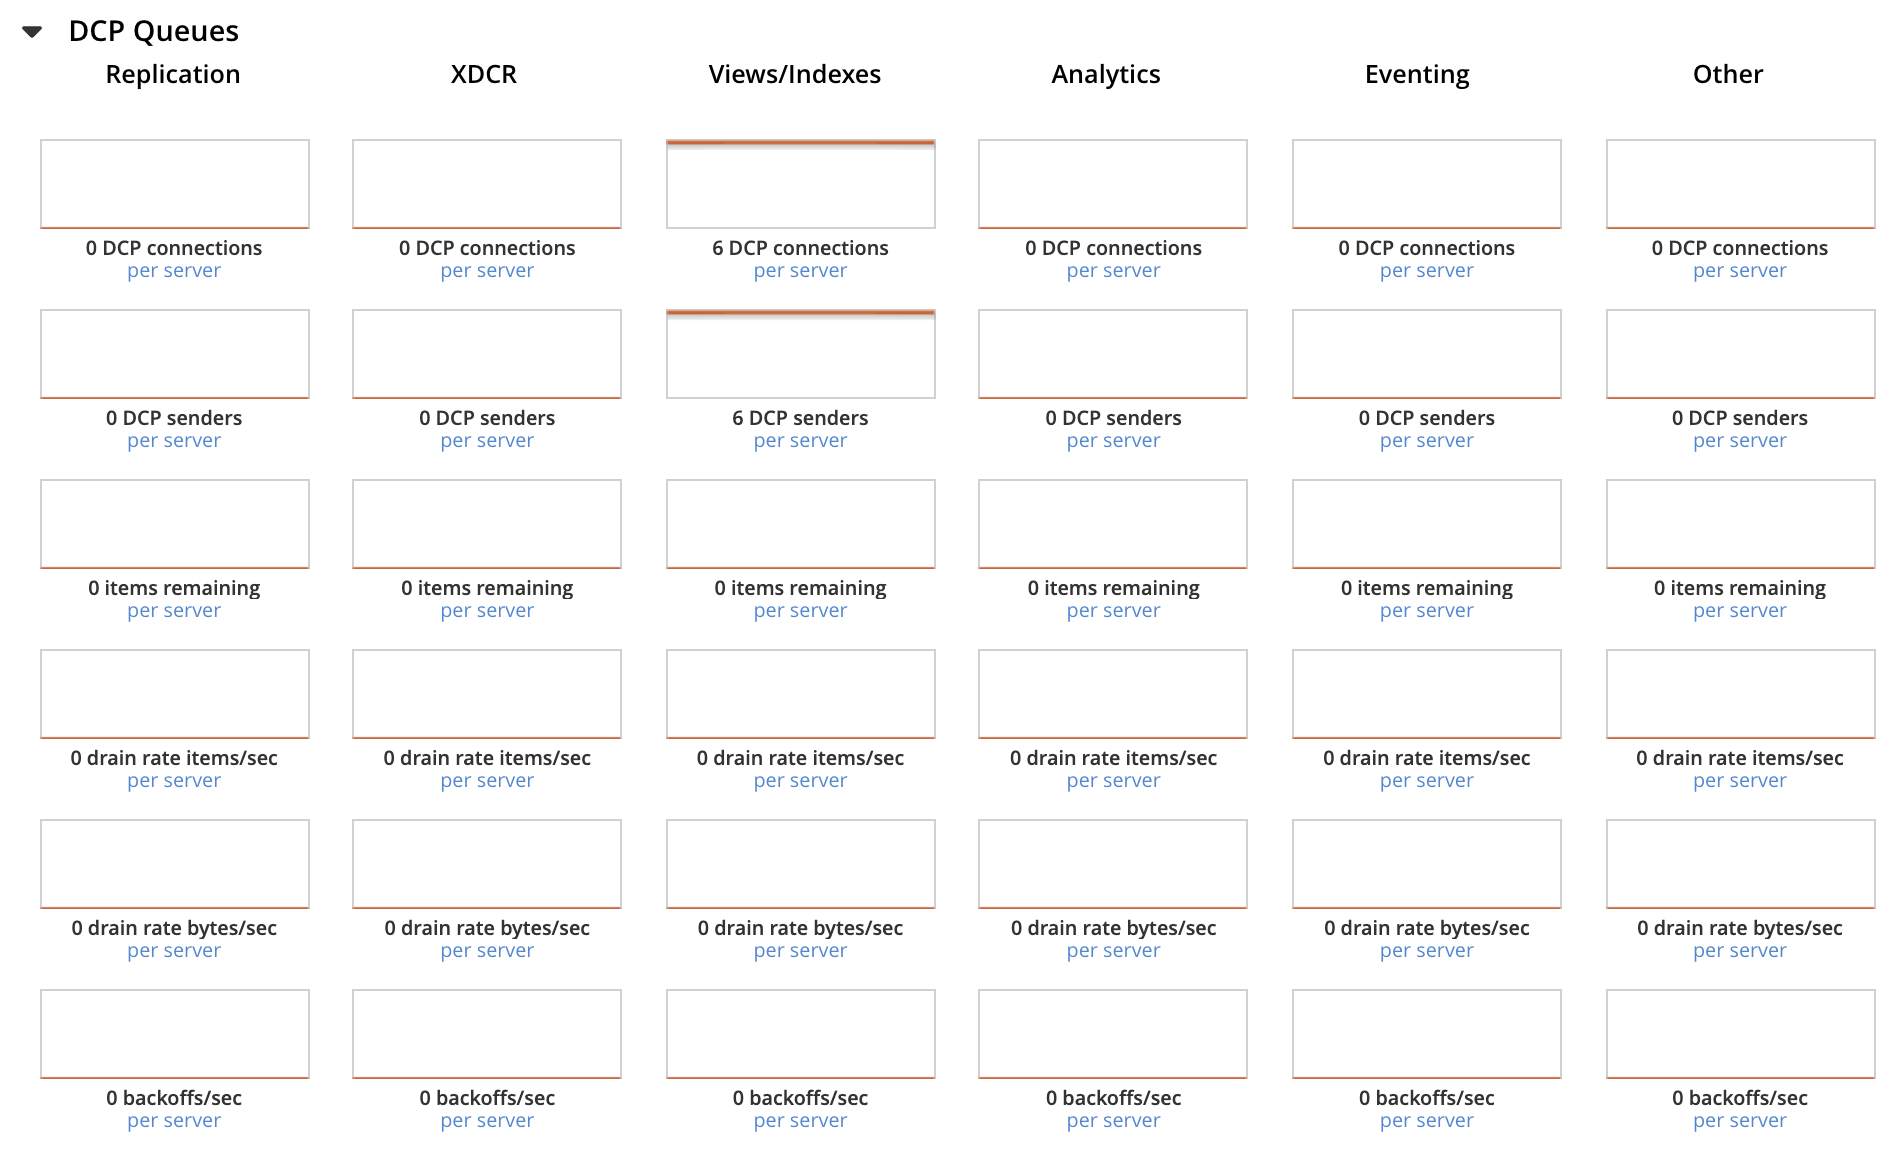 DCP Queues
Replication XDCR Views/Indexes Analytics Eventing Other
0 DCP connections 0 DCP connections 6 DCP connections 0 DCP connections 0 DCP connections 0 DCP connections
per server per server per server per server per server per server
0 DCP senders 0 DCP senders 6 DCP senders 0 DCP senders 0 DCP senders 0 DCP senders
per server per server per server per server per server per server
0 items remaining 0 items remaining 0 items remaining 0 items remaining 0 items remaining 0 items remaining
per server per server per server per server per server per server
0 drain rate items/sec 0 drain rate items/sec 0 drain rate items/sec 0 drain rate items/sec 0 drain rate items/sec 0 drain rate items/sec
per server per server per server per server per server per server
0 drain rate bytes/sec 0 drain rate bytes/sec 0 drain rate bytes/sec 0 drain rate bytes/sec 0 drain rate bytes/sec 0 drain rate bytes/sec
per server per server per server per server per server per server
0 backoffs/sec 0 backoffs/sec 0 backoffs/sec 0 backoffs/sec 0 backoffs/sec 0 backoffs/sec
per server per server per server per server per server per server